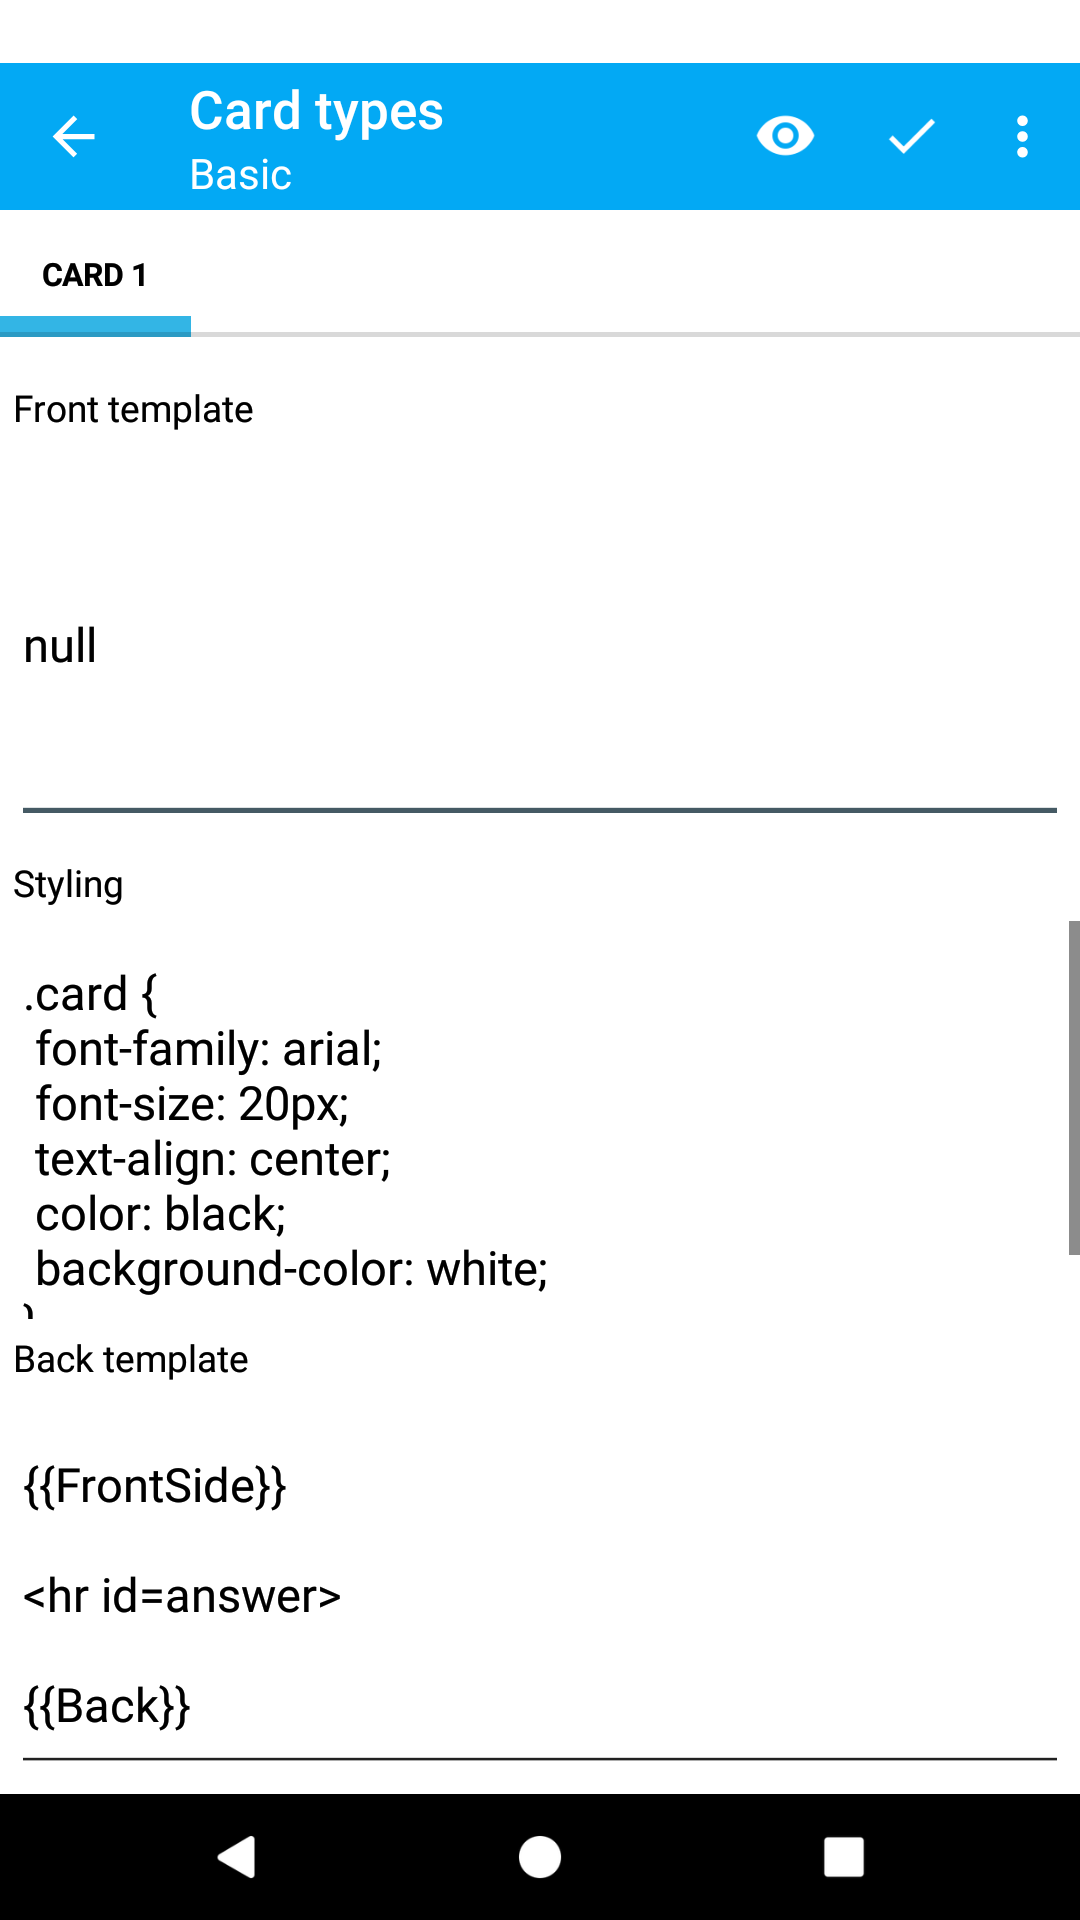 Card types
Basic
CARD 1
Front template
null
Styling
.card {
font-family: arial;
font-size: 20px;
text-align: center;
color: black;
background-color: white;
Back template
{{FrontSide}}
<hr id=answer>
{{Back}}